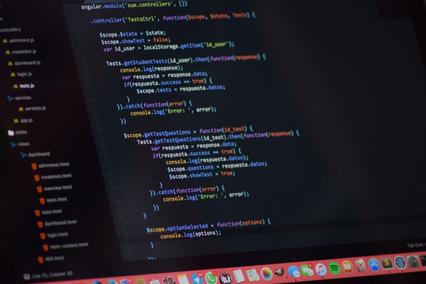 controllers
admintest.js
createtest.js
dashboard.js
login.js
tests.js
services
services.js
app.js
styles
views
dashboard
admintest.html
createtest.html
overview.html
tests.html
base.html
dashboard.html
login.html
main-content.html
404.html
angular.module('sum.controllers', [])
.controller('TestsCtrl', function($scope, $state, Tests) {
$scope.$state = $state;
$scope.showTest = false;
var id_user = localStorage.getItem('id_user');
Tests.getStudentTests(id_user).then(function(response) {
console.log(response);
var respuesta = response.data;
if(respuesta.success == true) {
$scope.tests = respuesta.datos;
}
}).catch(function(error) {
console.log('Error: ', error);
})
$scope.getTestQuestions = function(id_test) {
Tests.getTestQuestions(id_test).then(function(response) {
var respuesta = response.data;
if(respuesta.success == true) {
console.log(respuesta.datos);
$scope.questions = respuesta.datos;
$scope.showTest = true;
}
}).catch(function(error) {
console.log('Error: ', error);
})
}
$scope.optionSelected = function(options) {
console.log(options);
}
})
Tab Size: